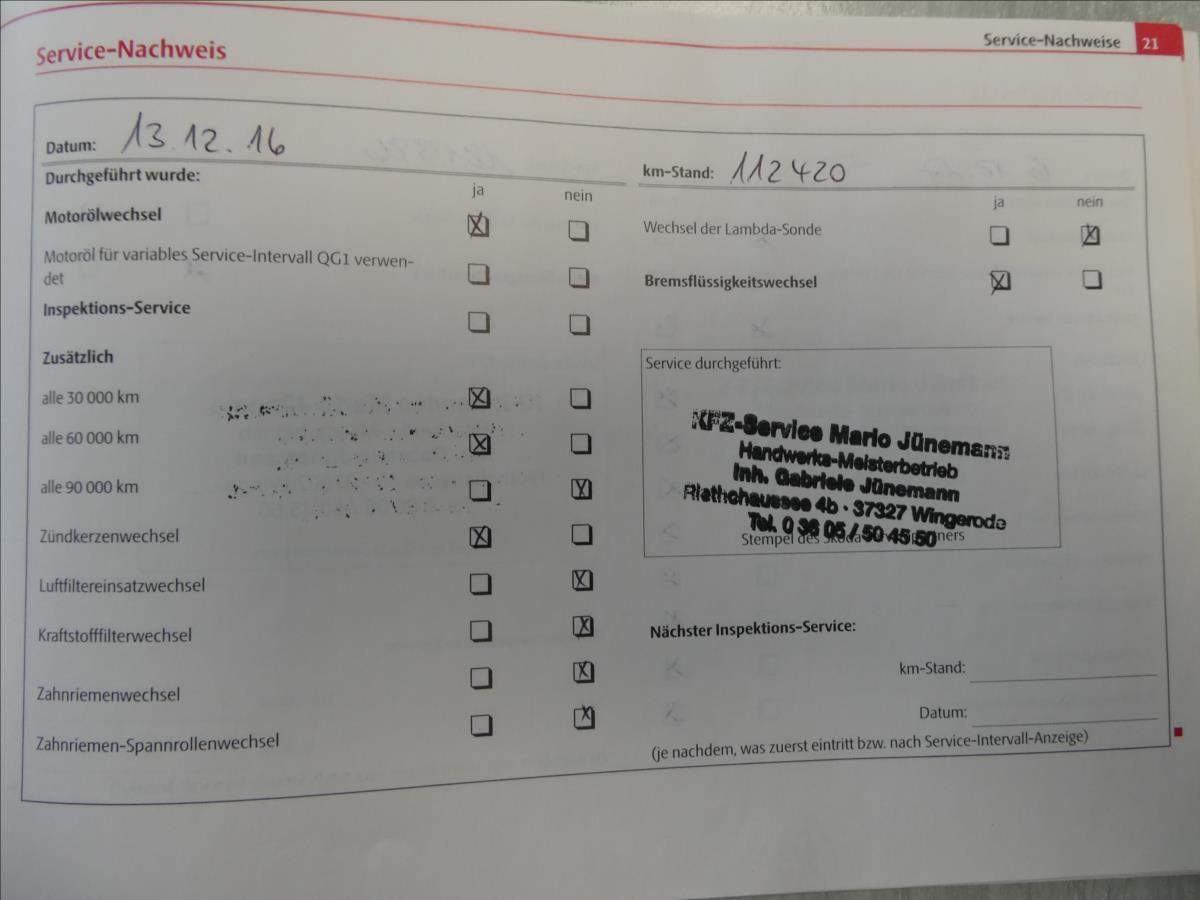 Service-Nachweise 21
Service-Nachweis
Datum: 13.12.16
Durchgeführt wurde:
ja nein
Motorölwechsel
Motoröl für variables Service-Intervall QG1 verwen-
det
Inspektions-Service
Zusätzlich
alle 30 000 km
alle 60 000 km
alle 90 000 km
Zündkerzenwechsel
Luftfiltereinsatzwechsel
Kraftstofffilterwechsel
Zahnriemenwechsel
Zahnriemen-Spannrollenwechsel
km-Stand: 112420
ja nein
Wechsel der Lambda-Sonde
Bremsflüssigkeitswechsel
Service durchgeführt:
KFZ-Service Mario Jünemann
Handwerks-Meisterbetrieb
Inh. Gabriele Jünemann
37327 Wingerode
Tel. 0 36 05 / 50 45 50
Stempel des
Nächster Inspektions-Service:
km-Stand:
Datum:
(je nachdem, was zuerst eintritt bzw. nach Service-Intervall-Anzeige)